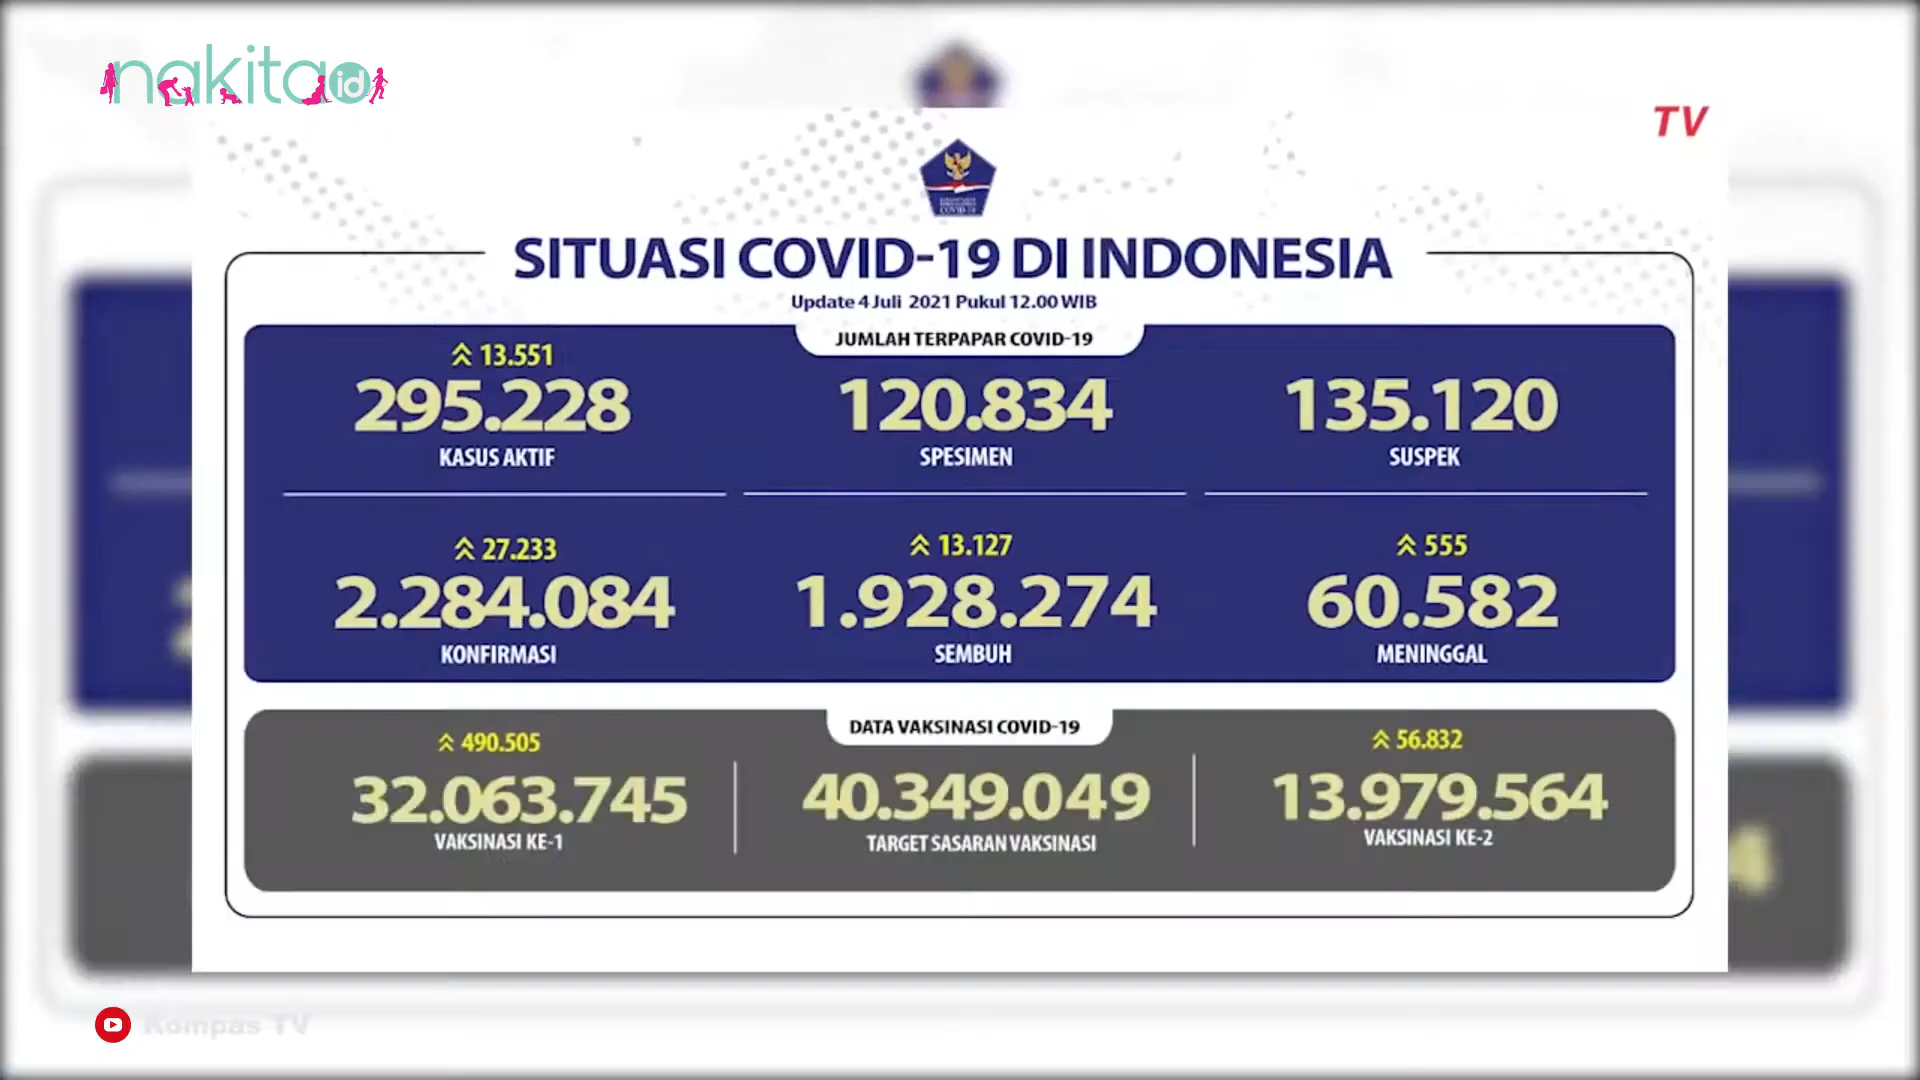 nakita id
TV
SITUASI COVID-19 DI INDONESIA
Update 4 Juli 2021 Pukul 12.00 WIB
JUMLAH TERPAPAR COVID-19
13.551
295.228
KASUS AKTIF
120.834
SPESIMEN
135.120
SUSPEK
27.233
2.284.084
KONFIRMASI
13.127
1.928.274
SEMBUH
555
60.582
MENINGGAL
DATA VAKSINASI COVID-19
490.505
32.063.745
VAKSINASI KE-1
40.349.049
TARGET SASARAN VAKSINASI
56.832
13.979.564
VAKSINASI KE-2
Kompas TV